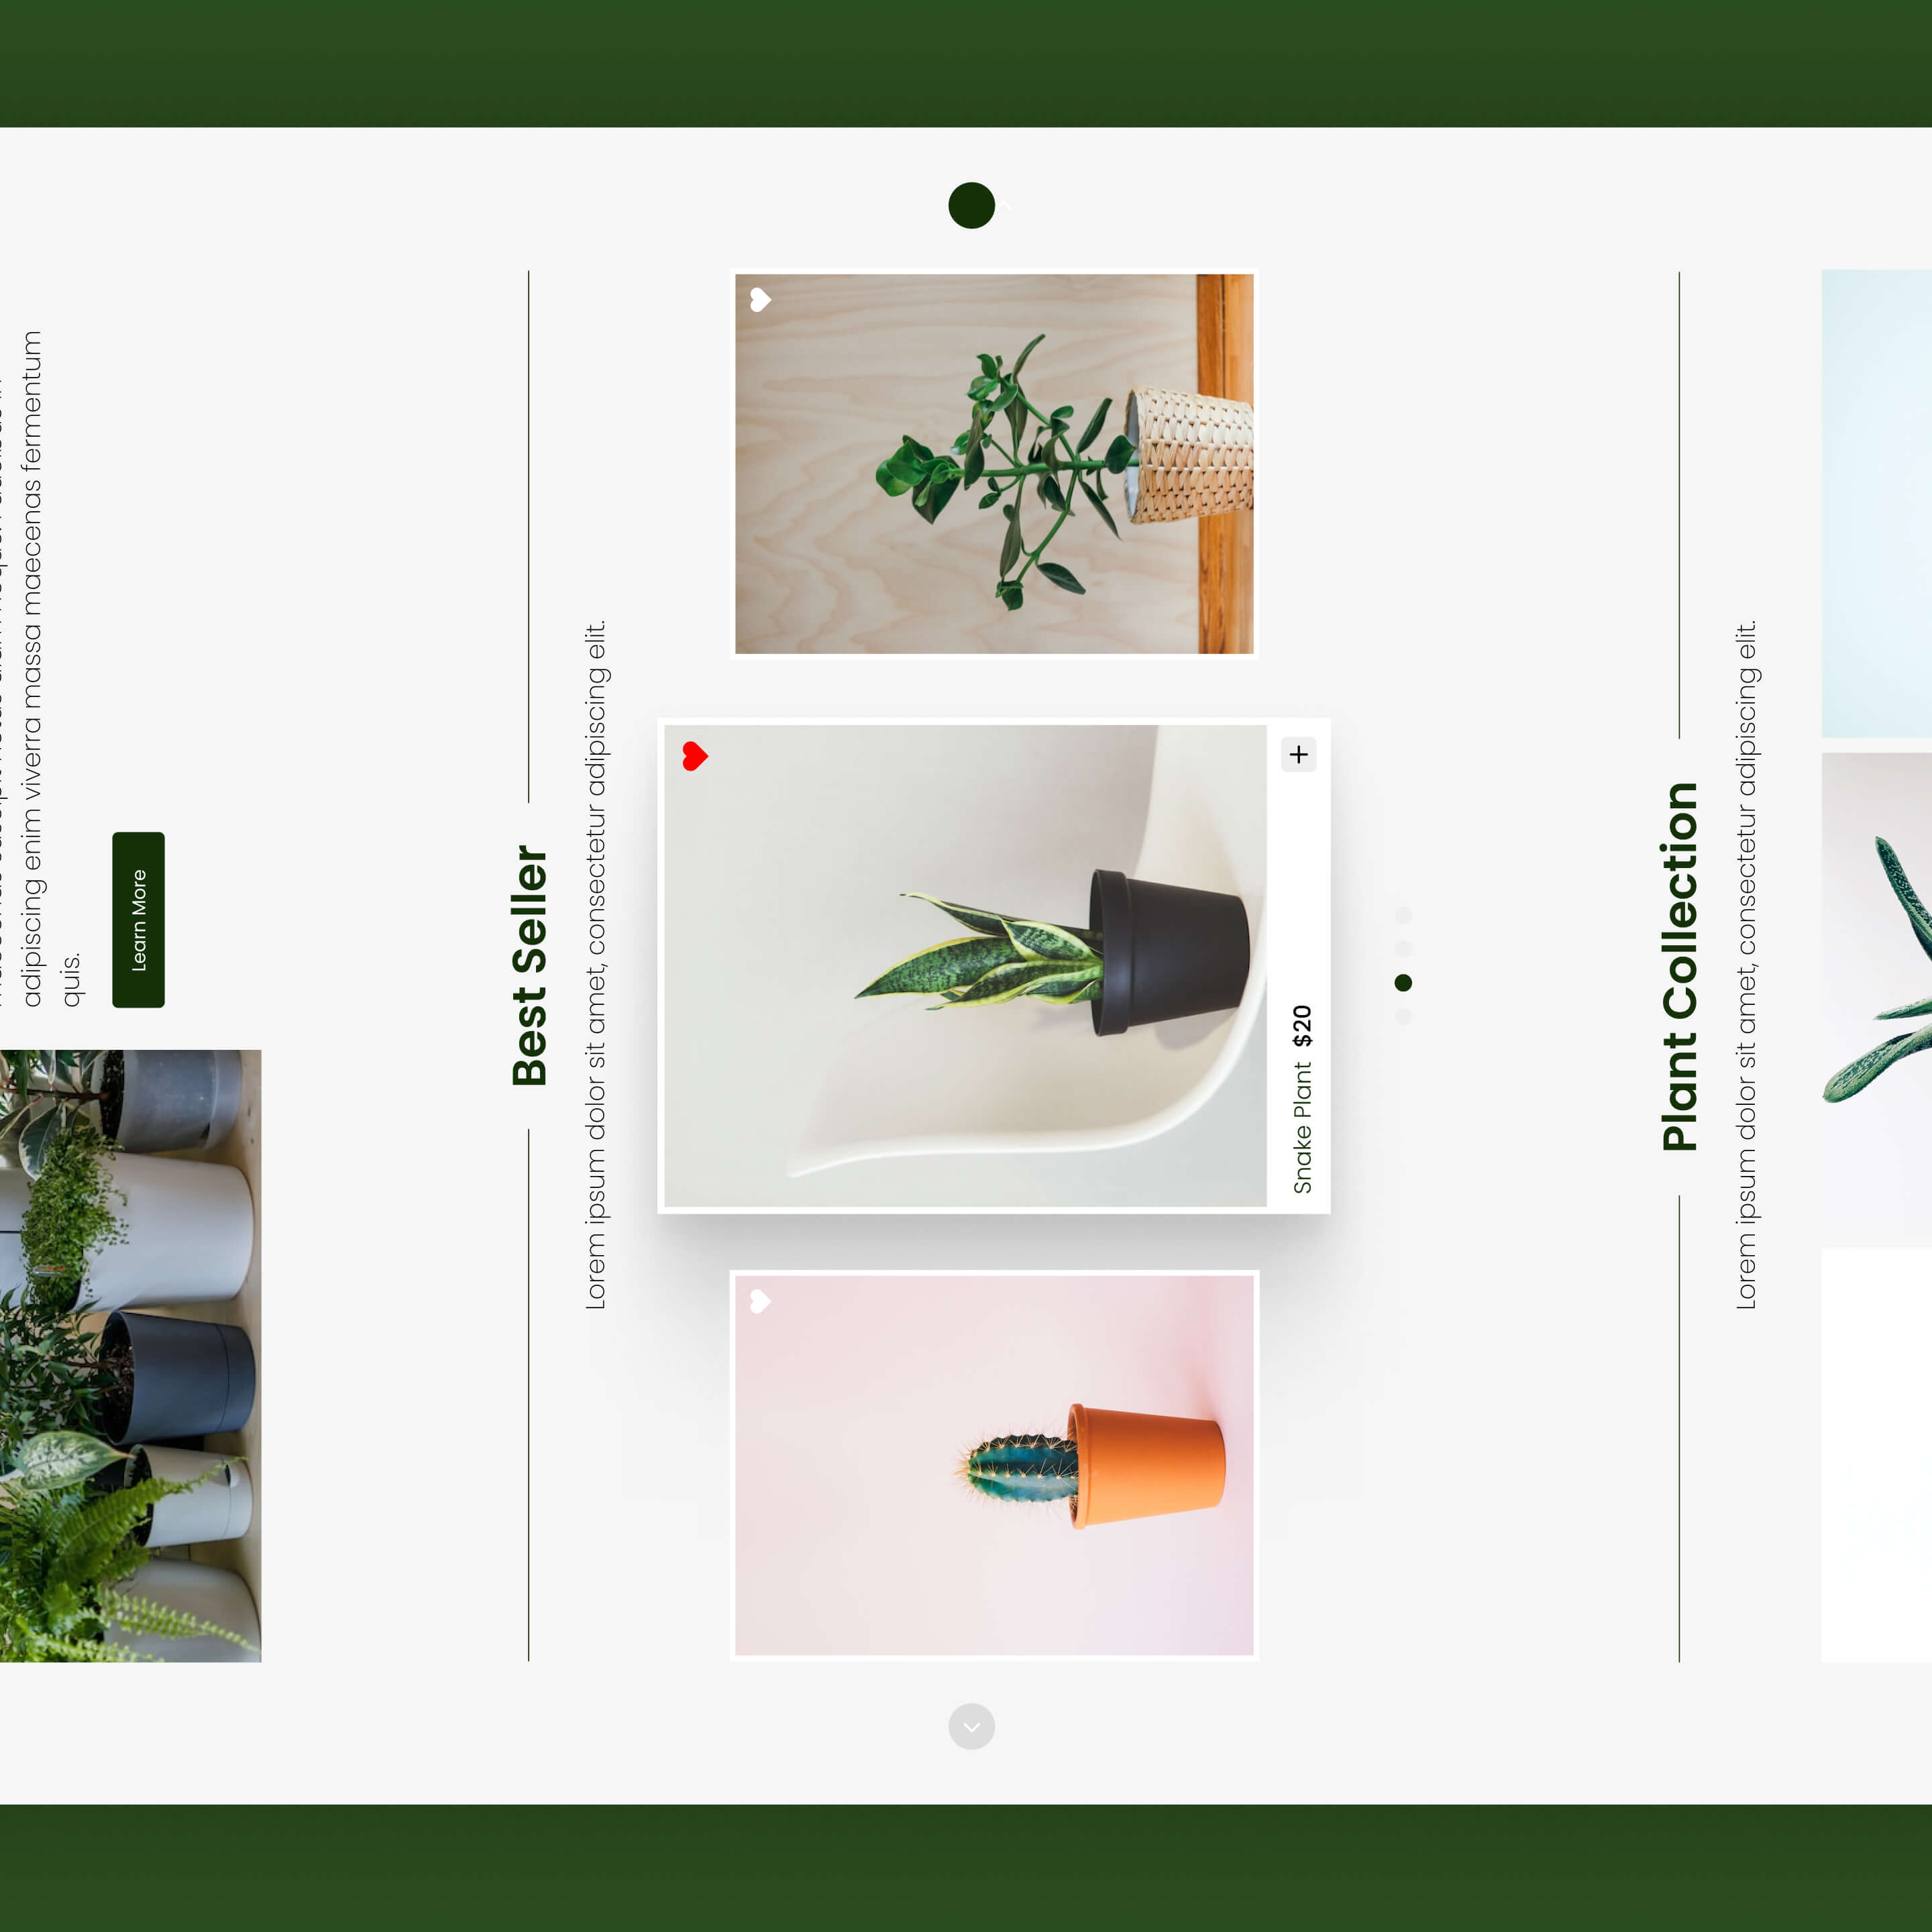 adipiscing enim viverra massa maecenas fermentum
quis.
Learn More
Best Seller
Lorem ipsum dolor sit amet, consectetur adipiscing elit.
Snake Plant $20
Plant Collection
Lorem ipsum dolor sit amet, consectetur adipiscing elit.